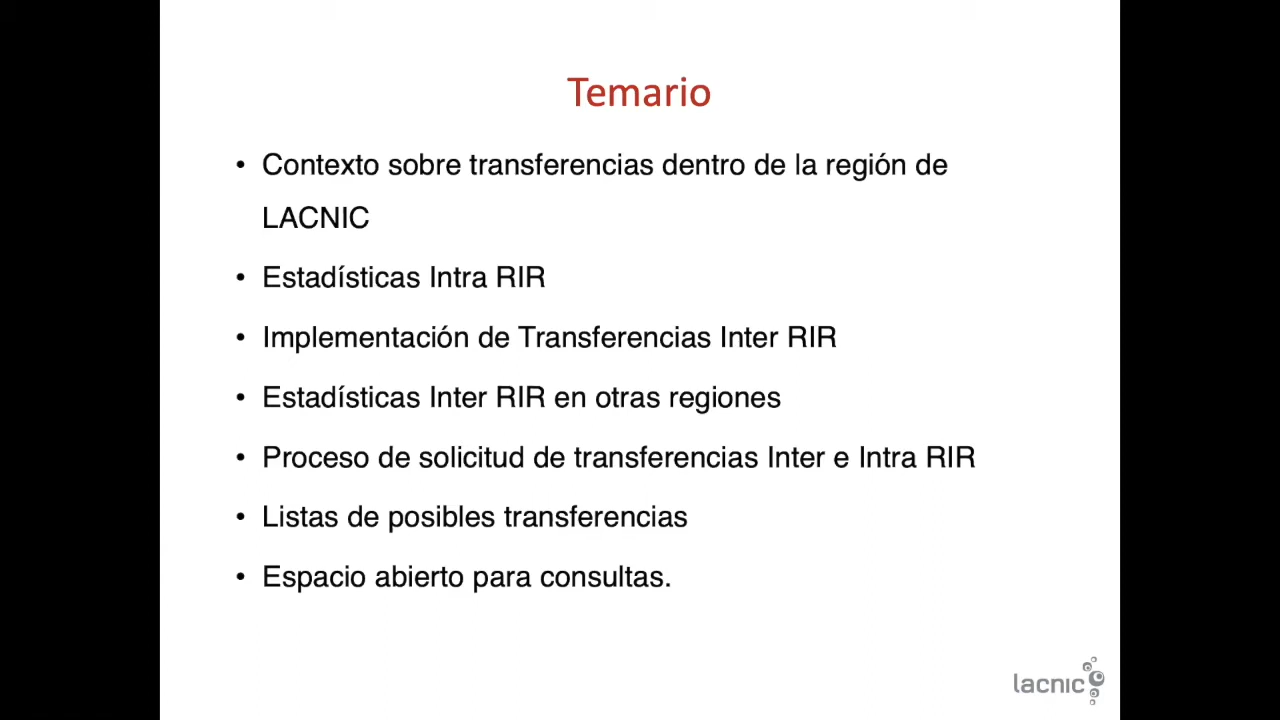 Temario
• Contexto sobre transferencias dentro de la región de
LACNIC
• Estadísticas Intra RIR
• Implementación de Transferencias Inter RIR
• Estadísticas Inter RIR en otras regiones
• Proceso de solicitud de transferencias Inter e Intra RIR
• Listas de posibles transferencias
• Espacio abierto para consultas.
lacnic